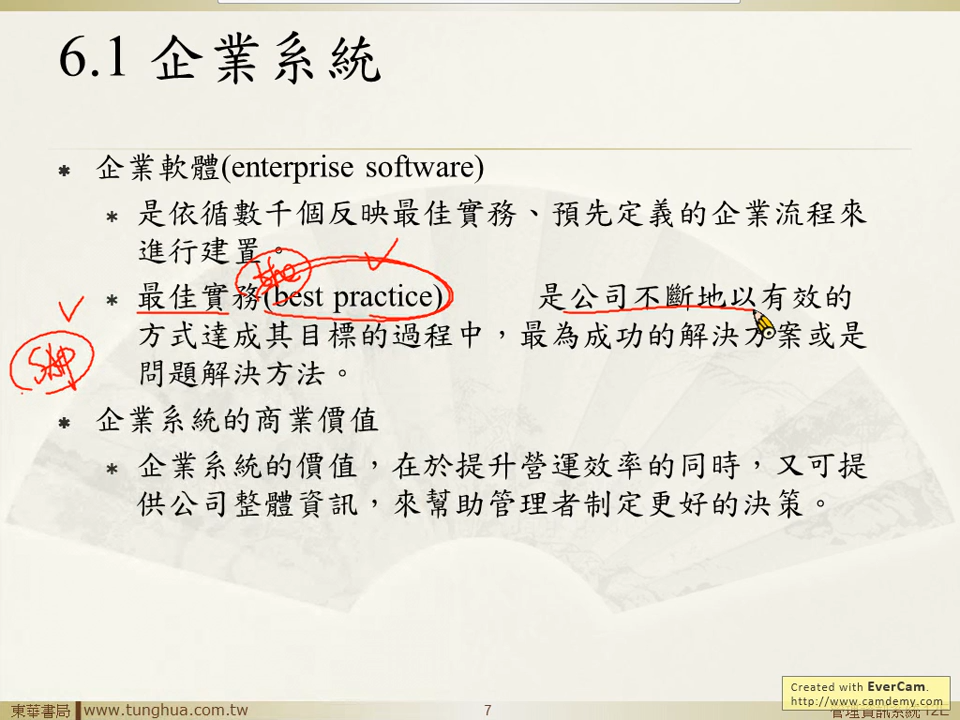 6.1 企業系統
企業軟體(enterprise software)
是依循數千個反映最佳實務、預先定義的企業流程來
進行建置。
最佳實務(best practice) 是公司不斷地以有效的
方式達成其目標的過程中，最為成功的解決方案或是
問題解決方法。
SAP
企業系統的商業價值
企業系統的價值，在於提升營運效率的同時，又可提
供公司整體資訊，來幫助管理者制定更好的決策。
Created with EverCam.
http://www.camdemy.com
東華書局 www.tunghua.com.tw 7 管理資訊系統 12E